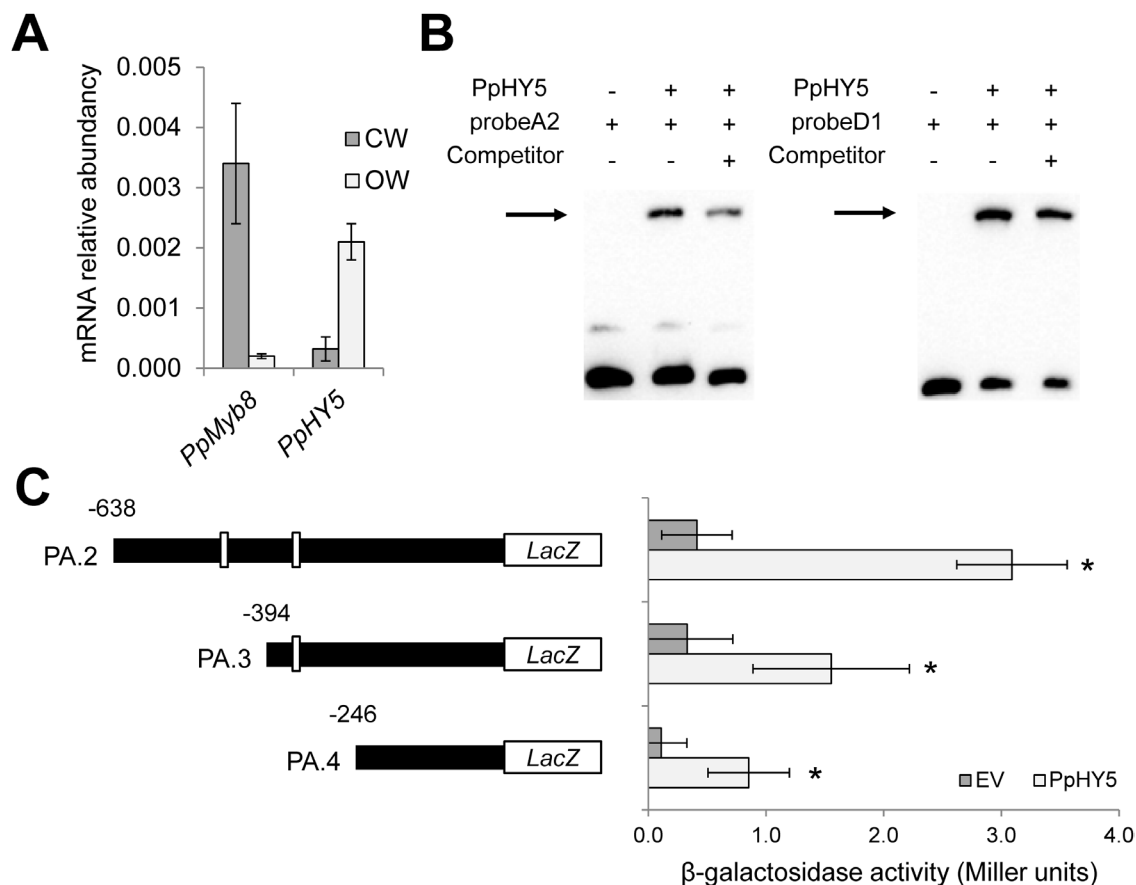 A
mRNA relative abundancy
0.005
0.004
0.003
0.002
0.001
0.000
CW
OW
PpMyb8
PpHY5
B
PpHY5 - + +
probeA2 + + +
Competitor - - +
PpHY5 - + +
probeD1 + + +
Competitor - - +
C
-638
PA.2
LacZ
*
-394
PA.3
LacZ
*
-246
PA.4
LacZ
*
EV PpHY5
0.0 1.0 2.0 3.0 4.0
β-galactosidase activity (Miller units)